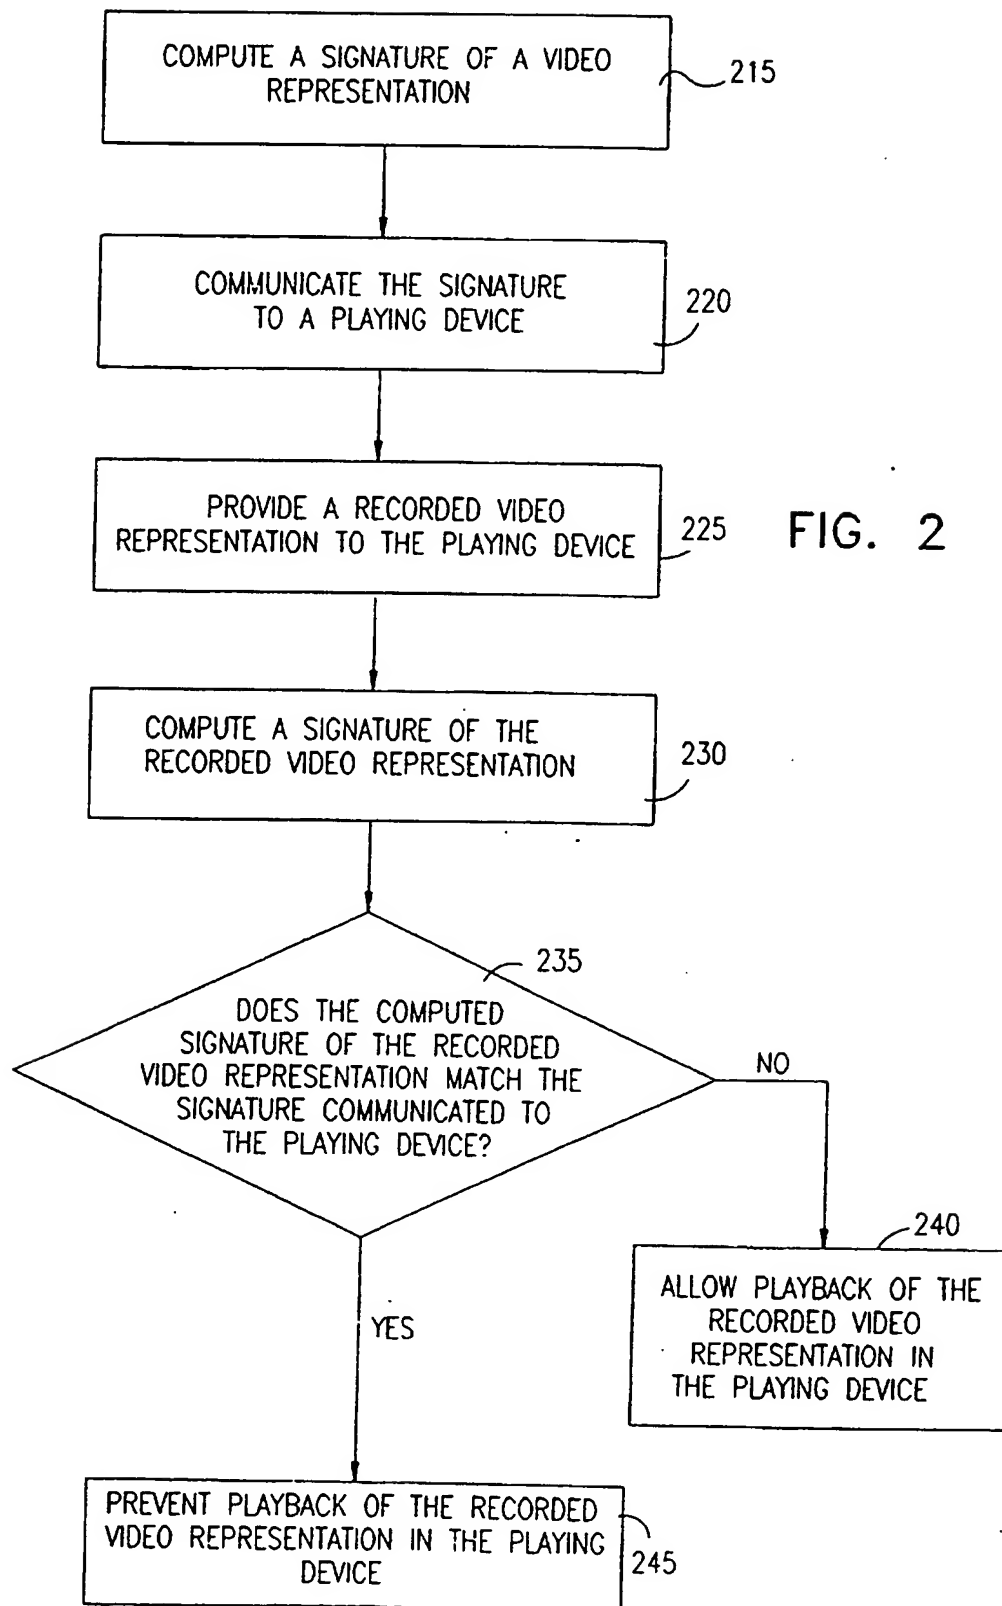 COMPUTE A SIGNATURE OF A VIDEO
REPRESENTATION
215
COMMUNICATE THE SIGNATURE
TO A PLAYING DEVICE
220
PROVIDE A RECORDED VIDEO
REPRESENTATION TO THE PLAYING DEVICE
225
FIG. 2
COMPUTE A SIGNATURE OF THE
RECORDED VIDEO REPRESENTATION
230
235
DOES THE COMPUTED
SIGNATURE OF THE RECORDED
VIDEO REPRESENTATION MATCH THE
SIGNATURE COMMUNICATED TO
THE PLAYING DEVICE?
NO
240
ALLOW PLAYBACK OF THE
RECORDED VIDEO
REPRESENTATION IN
THE PLAYING DEVICE
YES
PREVENT PLAYBACK OF THE RECORDED
VIDEO REPRESENTATION IN THE PLAYING
DEVICE
245